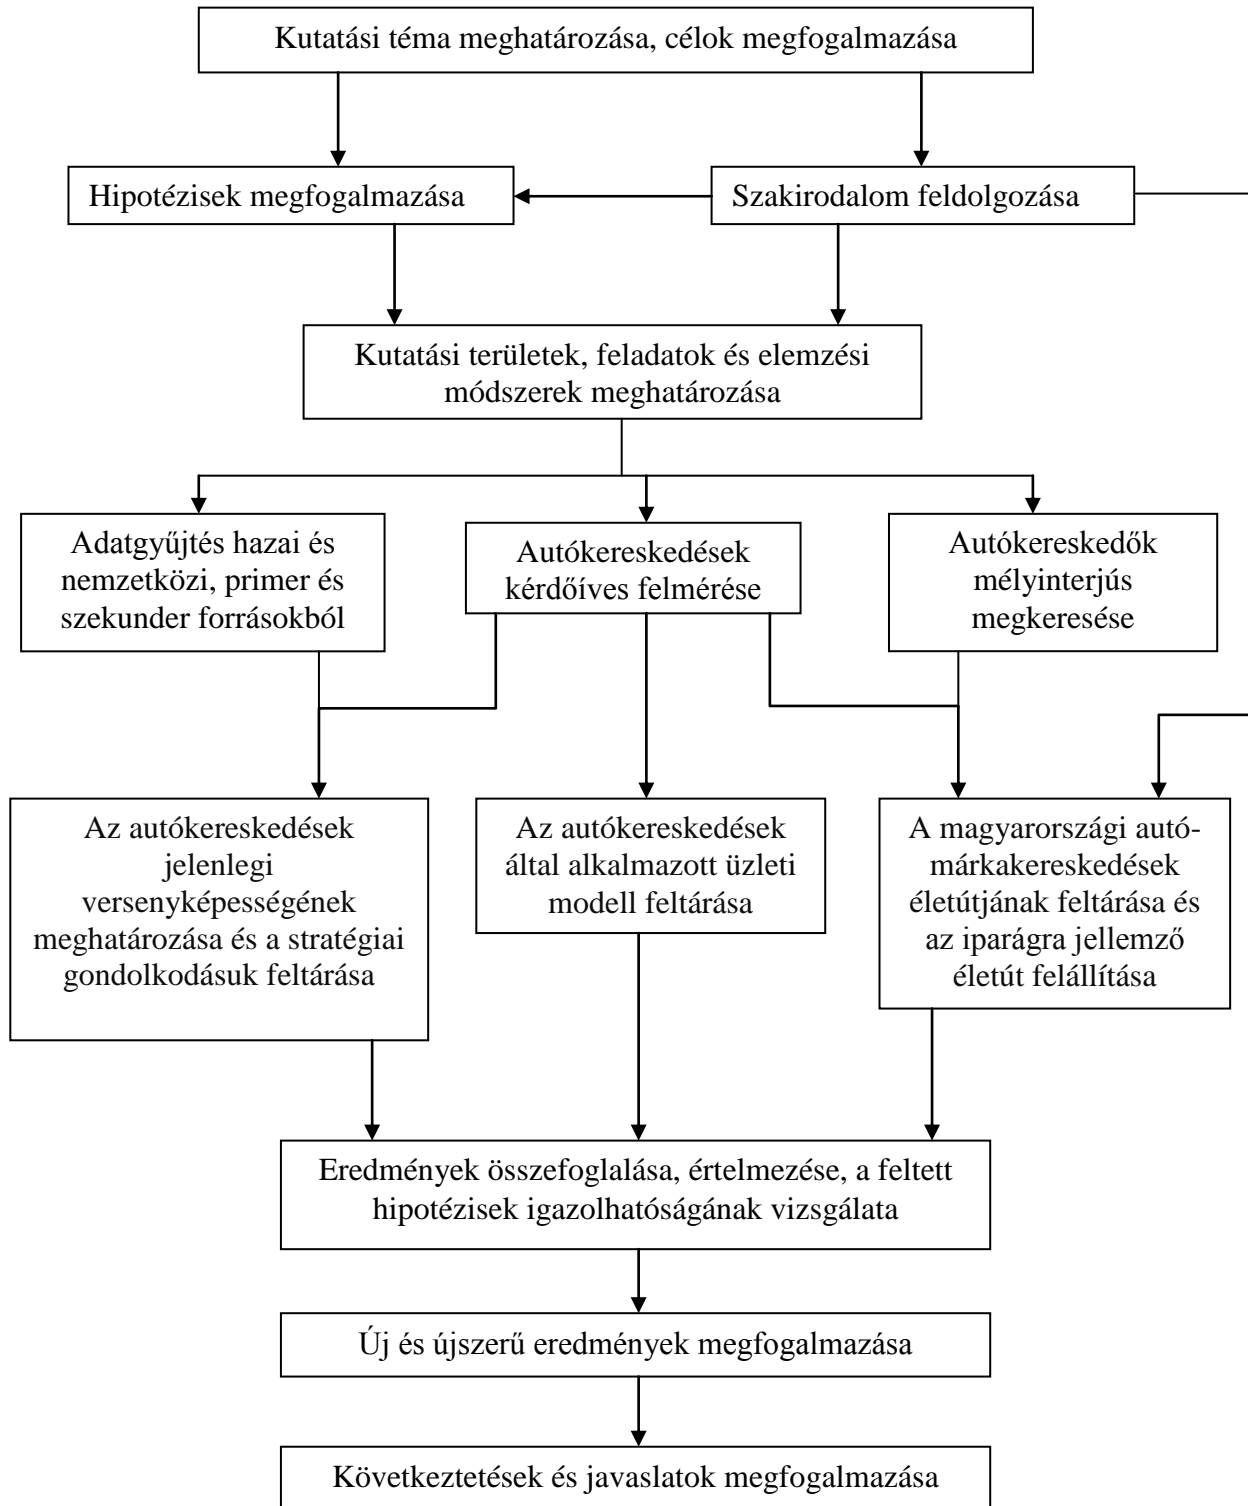 Kutatási téma meghatározása, célok megfogalmazása
Hipotézisek megfogalmazása
Szakirodalom feldolgozása
Kutatási területek, feladatok és elemzési
módszerek meghatározása
Adatgyűjtés hazai és
nemzetközi, primer és
szekunder forrásokból
Autókereskedések
kérdőíves felmérése
Autókereskedők
mélyinterjús
megkeresése
Az autókereskedések
jelenlegi
versenyképességének
meghatározása és a stratégiai
gondolkodásuk feltárása
Az autókereskedések
által alkalmazott üzleti
modell feltárása
A magyarországi autó-
márkakereskedések
életútjának feltárása és
az iparágra jellemző
életút felállítása
Eredmények összefoglalása, értelmezése, a feltett
hipotézisek igazolhatóságának vizsgálata
Új és újszerű eredmények megfogalmazása
Következtetések és javaslatok megfogalmazása